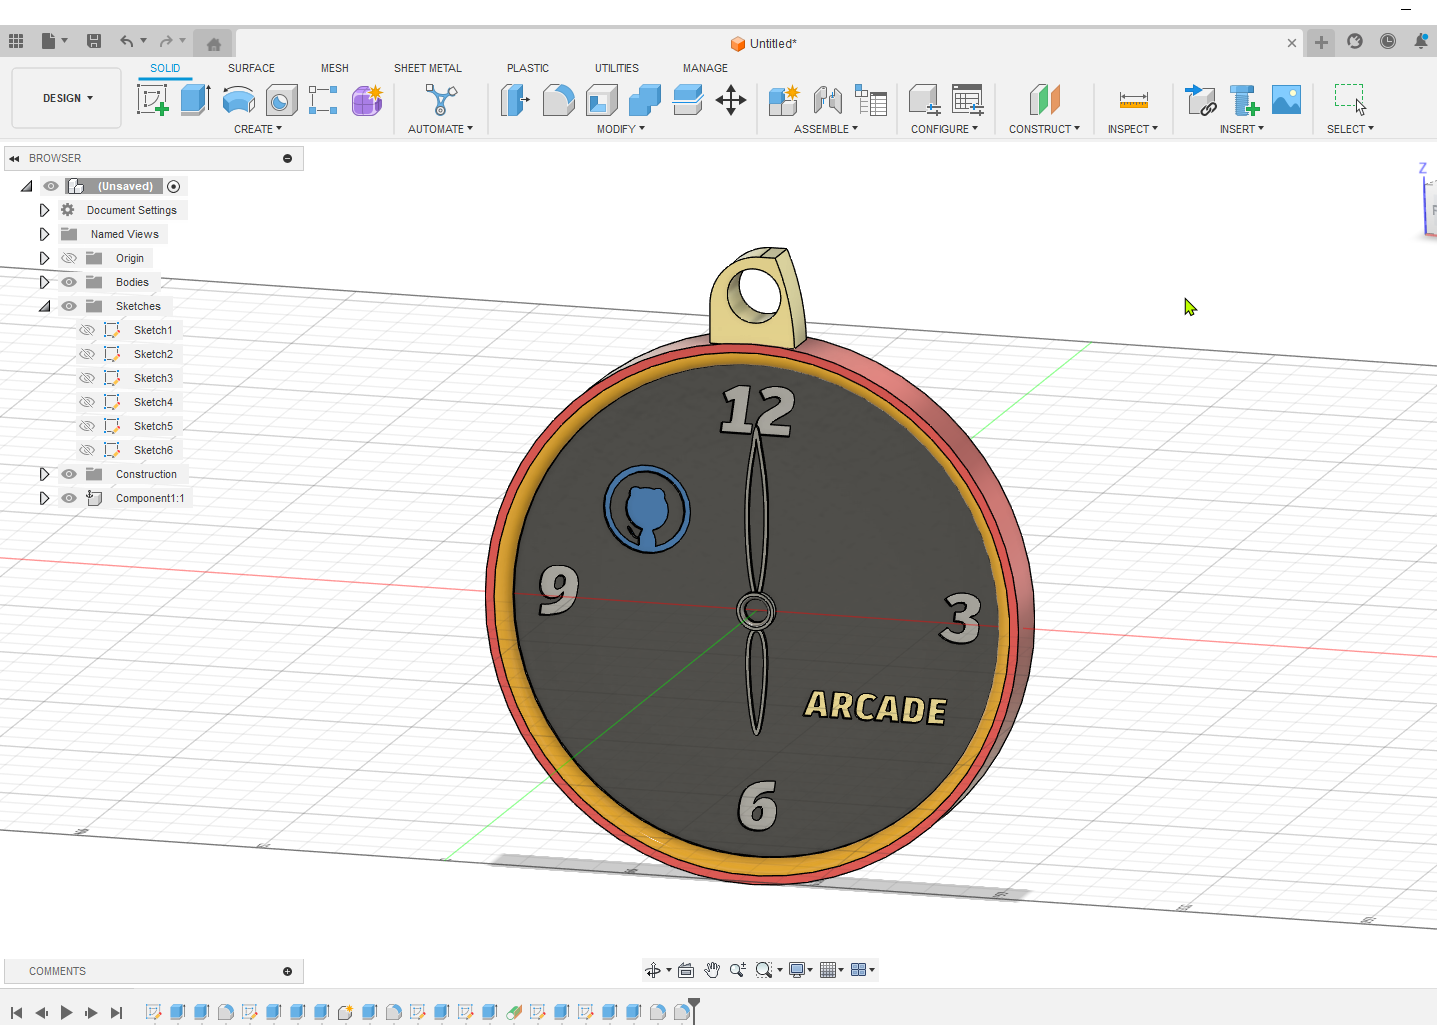 Untitled*
SOLID SURFACE MESH SHEET METAL PLASTIC UTILITIES MANAGE
DESIGN
CREATE AUTOMATE MODIFY ASSEMBLE CONFIGURE CONSTRUCT INSPECT INSERT SELECT
BROWSER
(Unsaved)
Document Settings
Named Views
Origin
Bodies
Sketches
Sketch1
Sketch2
Sketch3
Sketch4
Sketch5
Sketch6
Construction
Component1:1
Z
12
9
3
ARCADE
6
COMMENTS